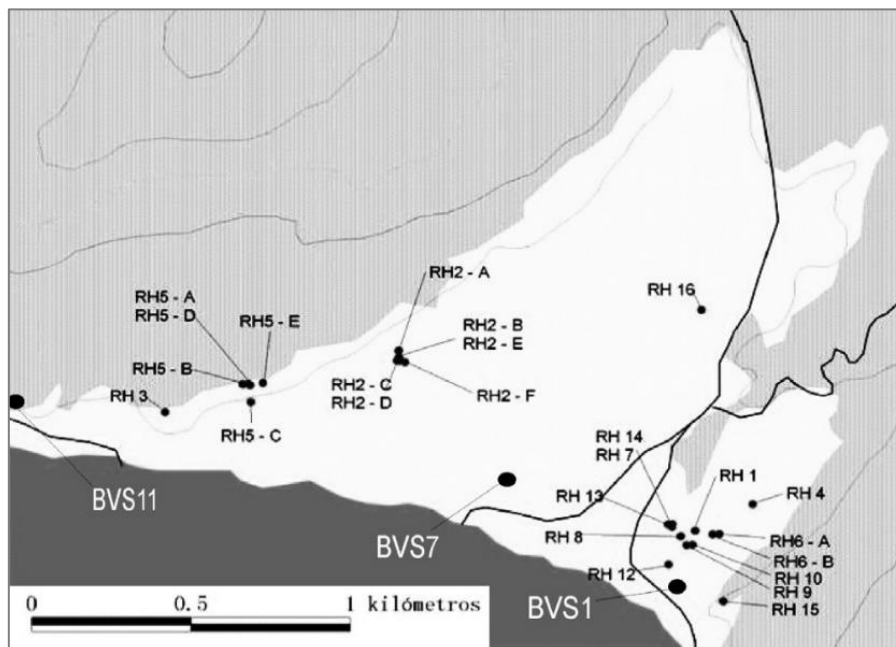 RH2 - A
RH 16
RH5 - A
RH5 - D
RH5 - E
RH2 - B
RH2 - E
RH5 - B
RH 3
RH2 - C
RH2 - D
RH2 - F
RH5 - C
RH 14
RH 7
RH 1
BVS11
RH 13
RH 4
BVS7
RH 8
RH6 - A
RH6 - B
RH 12
RH 10
RH 9
RH 15
BVS1
0 0.5 1 kilómetros